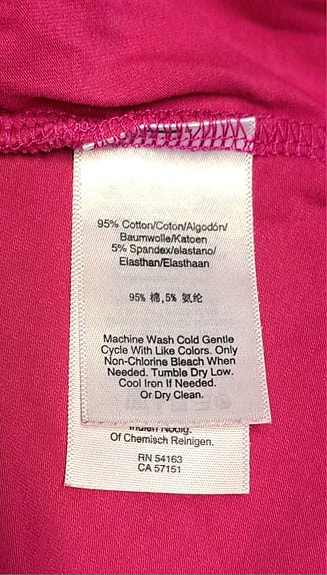 95% Cotton/Coton/Algodón/
Baumwolle/Katoen
5% Spandex/elastano/
Elasthan/Elasthaan
95% 棉,5% 氨纶
Machine Wash Cold Gentle
Cycle With Like Colors. Only
Non-Chlorine Bleach When
Needed. Tumble Dry Low.
Cool Iron If Needed.
Or Dry Clean.
Indien Nodig.
Of Chemisch Reinigen.
RN 54163
CA 57151